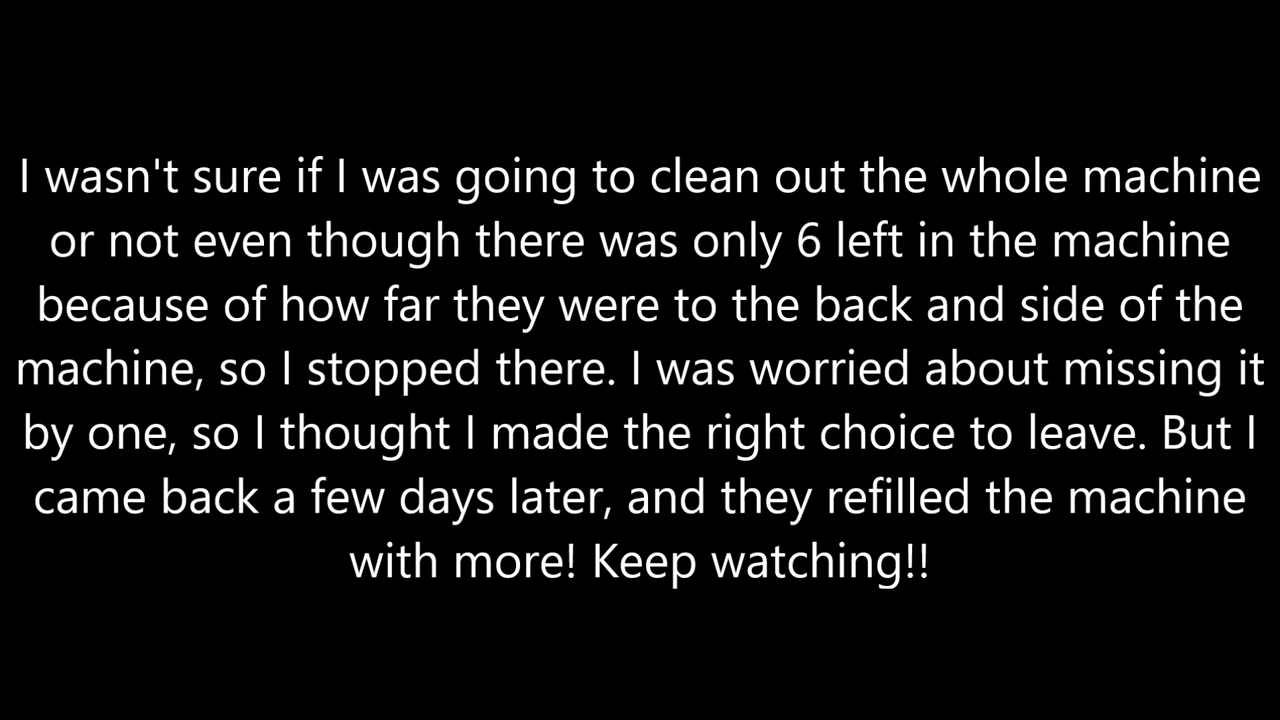 I wasn't sure if I was going to clean out the whole machine
or not even though there was only 6 left in the machine
because of how far they were to the back and side of the
machine, so I stopped there. I was worried about missing it
by one, so I thought I made the right choice to leave. But I
came back a few days later, and they refilled the machine
with more! Keep watching!!